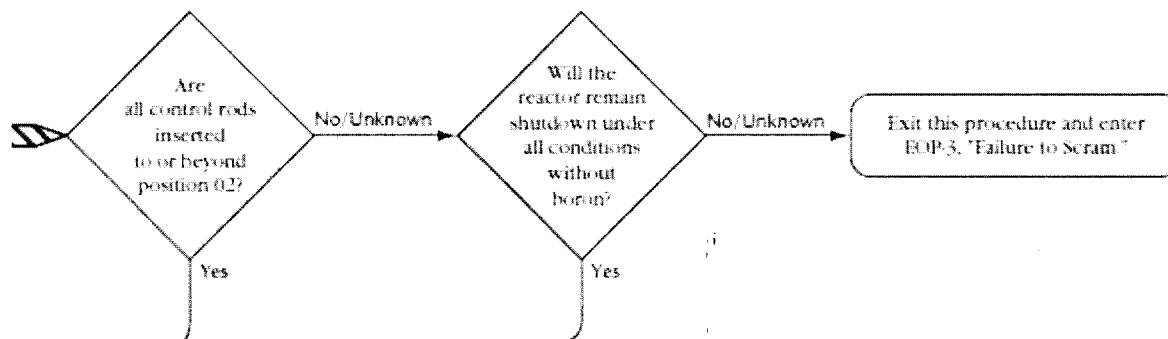 Are
all control rods
inserted
to or beyond
position 02?
No/Unknown
Yes
Will the
reactor remain
shutdown under
all conditions
without
boron?
No/Unknown
Yes
Exit this procedure and enter
EOP-3, "Failure to Scram."